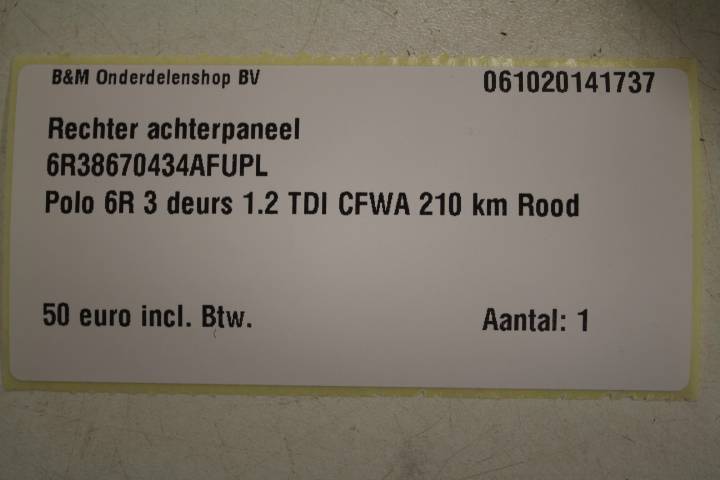 B&M Onderdelenshop BV 061020141737
Rechter achterpaneel
6R38670434AFUPL
Polo 6R 3 deurs 1.2 TDI CFWA 210 km Rood
50 euro incl. Btw. Aantal: 1